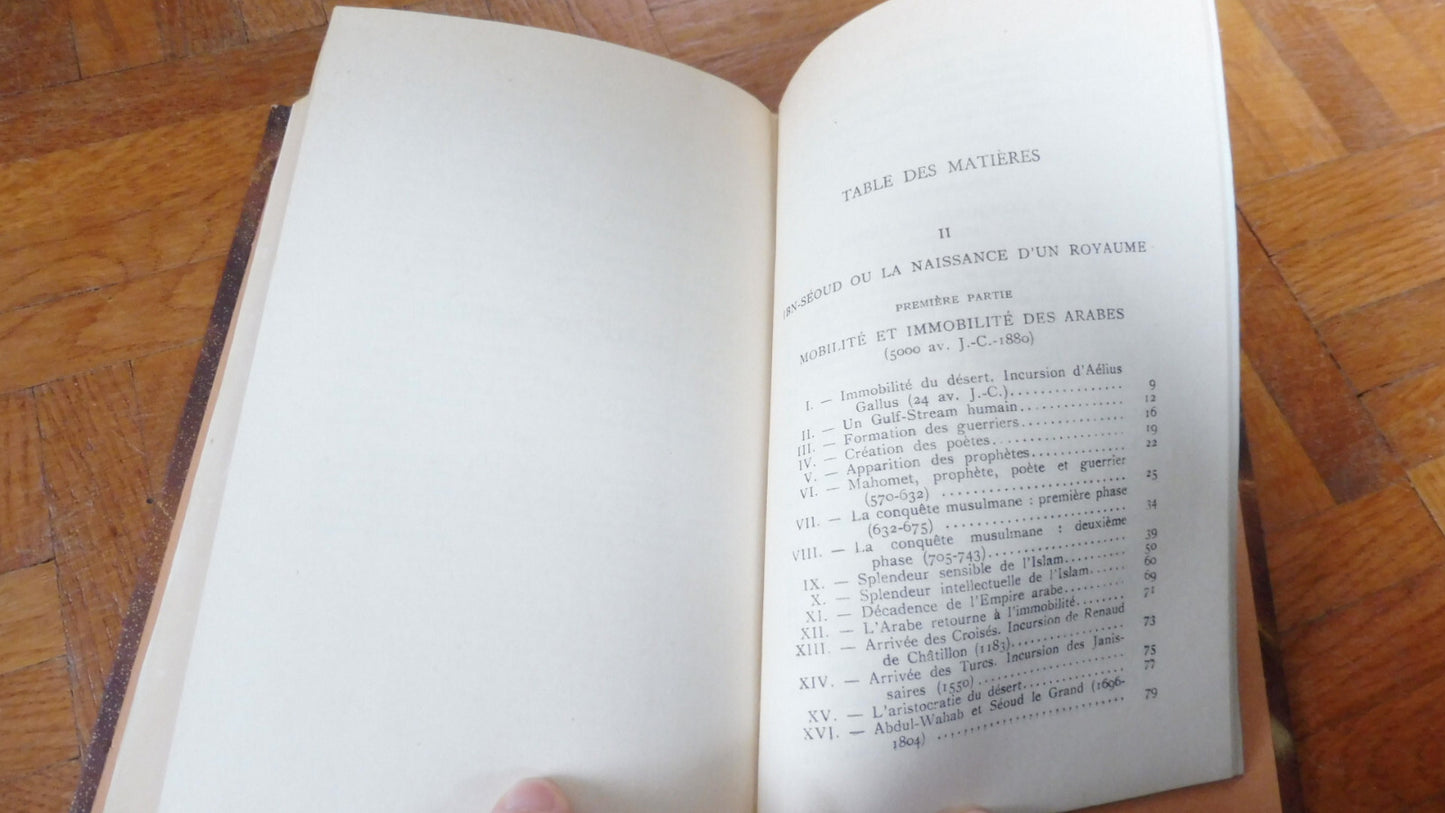 TABLE DES MATIÈRES
II
IBN-SÉOUD OU LA NAISSANCE D'UN ROYAUME
PREMIÈRE PARTIE
MOBILITÉ ET IMMOBILITÉ DES ARABES
(5000 av. J.-C.-1880)
I. — Immobilité du désert. Incursion d'Aélius
Gallus (24 av. J.-C.)................ 9
II. — Un Gulf-Stream humain............... 12
III. — Formation des guerriers............... 16
IV. — Création des poètes................... 19
V. — Apparition des prophètes.............. 22
VI. — Mahomet, prophète, poète et guerrier
(570-632) ........................... 25
VII. — La conquête musulmane : première phase
(632-675) ........................... 34
VIII. — La conquête musulmane : deuxième
phase (705-743)..................... 39
IX. — Splendeur sensible de l'Islam.......... 50
X. — Splendeur intellectuelle de l'Islam...... 60
XI. — Décadence de l'Empire arabe.......... 69
XII. — L'Arabe retourne à l'immobilité........ 71
XIII. — Arrivée des Croisés. Incursion de Renaud
de Châtillon (1183)................. 73
XIV. — Arrivée des Turcs. Incursion des Janis-
saires (1550)....................... 75
XV. — L'aristocratie du désert............... 77
XVI. — Abdul-Wahab et Séoud le Grand (1696-
1804) .............................. 79